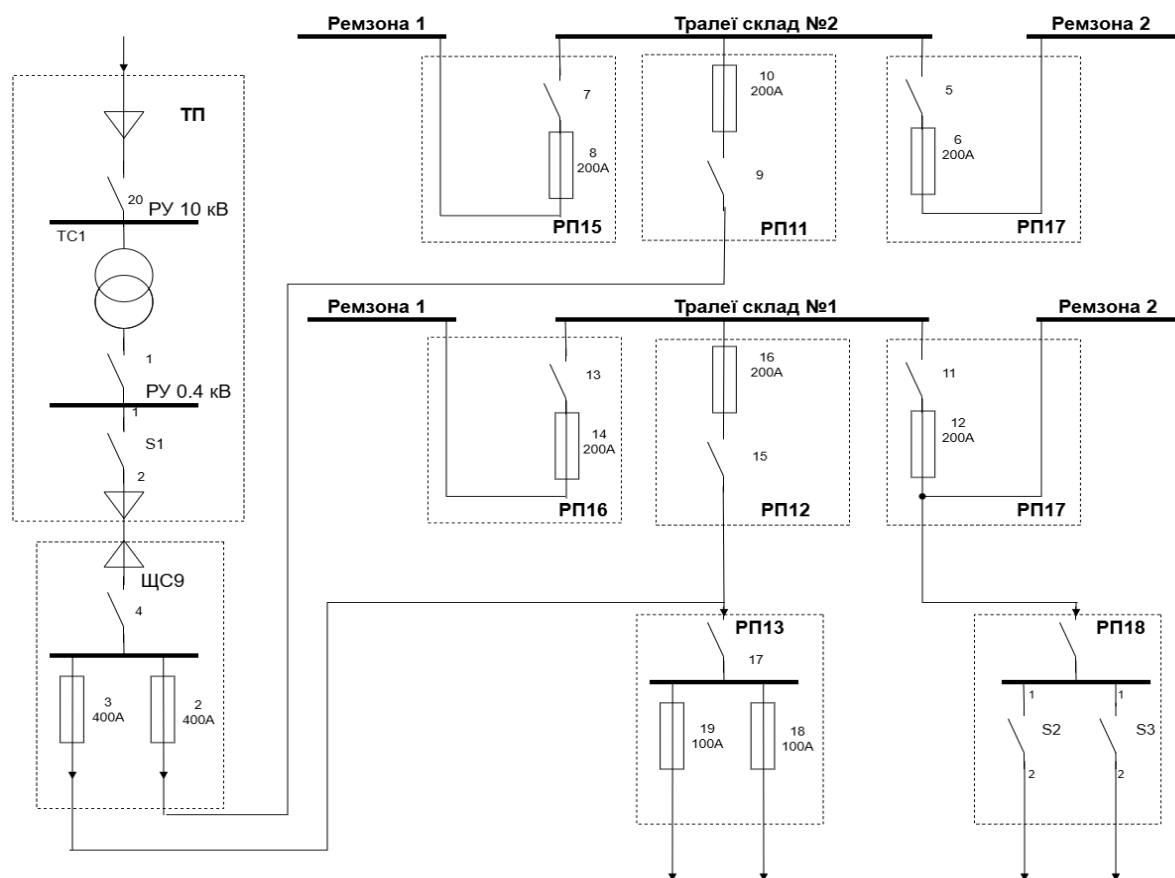 Ремзона 1
Тралеї склад №2
Ремзона 2
ТП
20
РУ 10 кВ
ТС1
1
РУ 0.4 кВ
1
S1
2
7
8
200А
РП15
10
200А
9
РП11
5
6
200А
РП17
Ремзона 1
Тралеї склад №1
Ремзона 2
13
14
200А
РП16
16
200А
15
РП12
11
12
200А
РП17
ЩС9
4
3
400А
2
400А
РП13
17
19
100А
18
100А
РП18
1
S2
2
1
S3
2